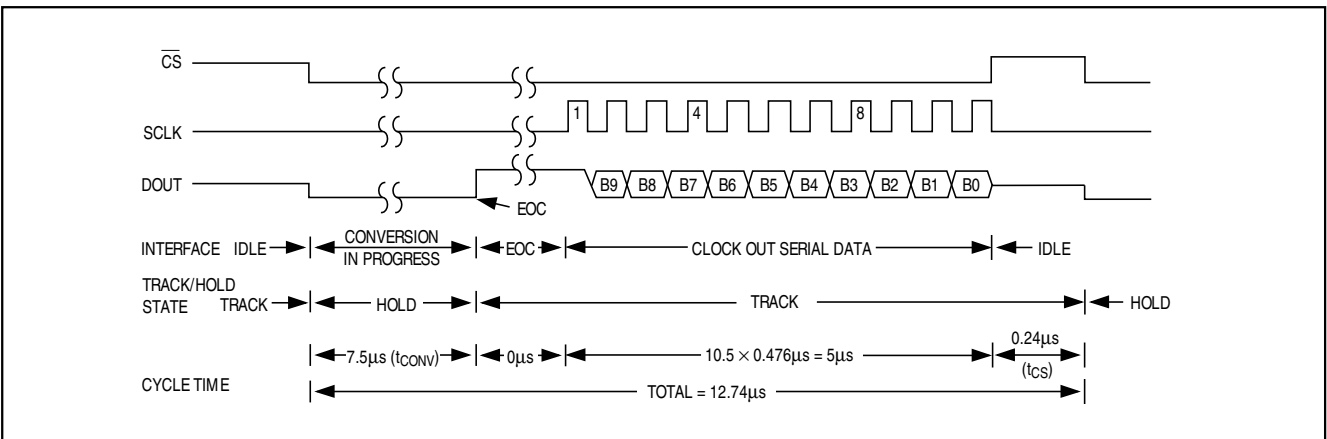 CS
SCLK
1 4 8
DOUT
B9 B8 B7 B6 B5 B4 B3 B2 B1 B0
EOC
INTERFACE IDLE CONVERSION IN PROGRESS EOC CLOCK OUT SERIAL DATA IDLE
TRACK/HOLD
STATE TRACK HOLD TRACK HOLD
7.5μs (tCONV) 0μs 10.5 × 0.476μs = 5μs 0.24μs
(tCS)
CYCLE TIME TOTAL = 12.74μs